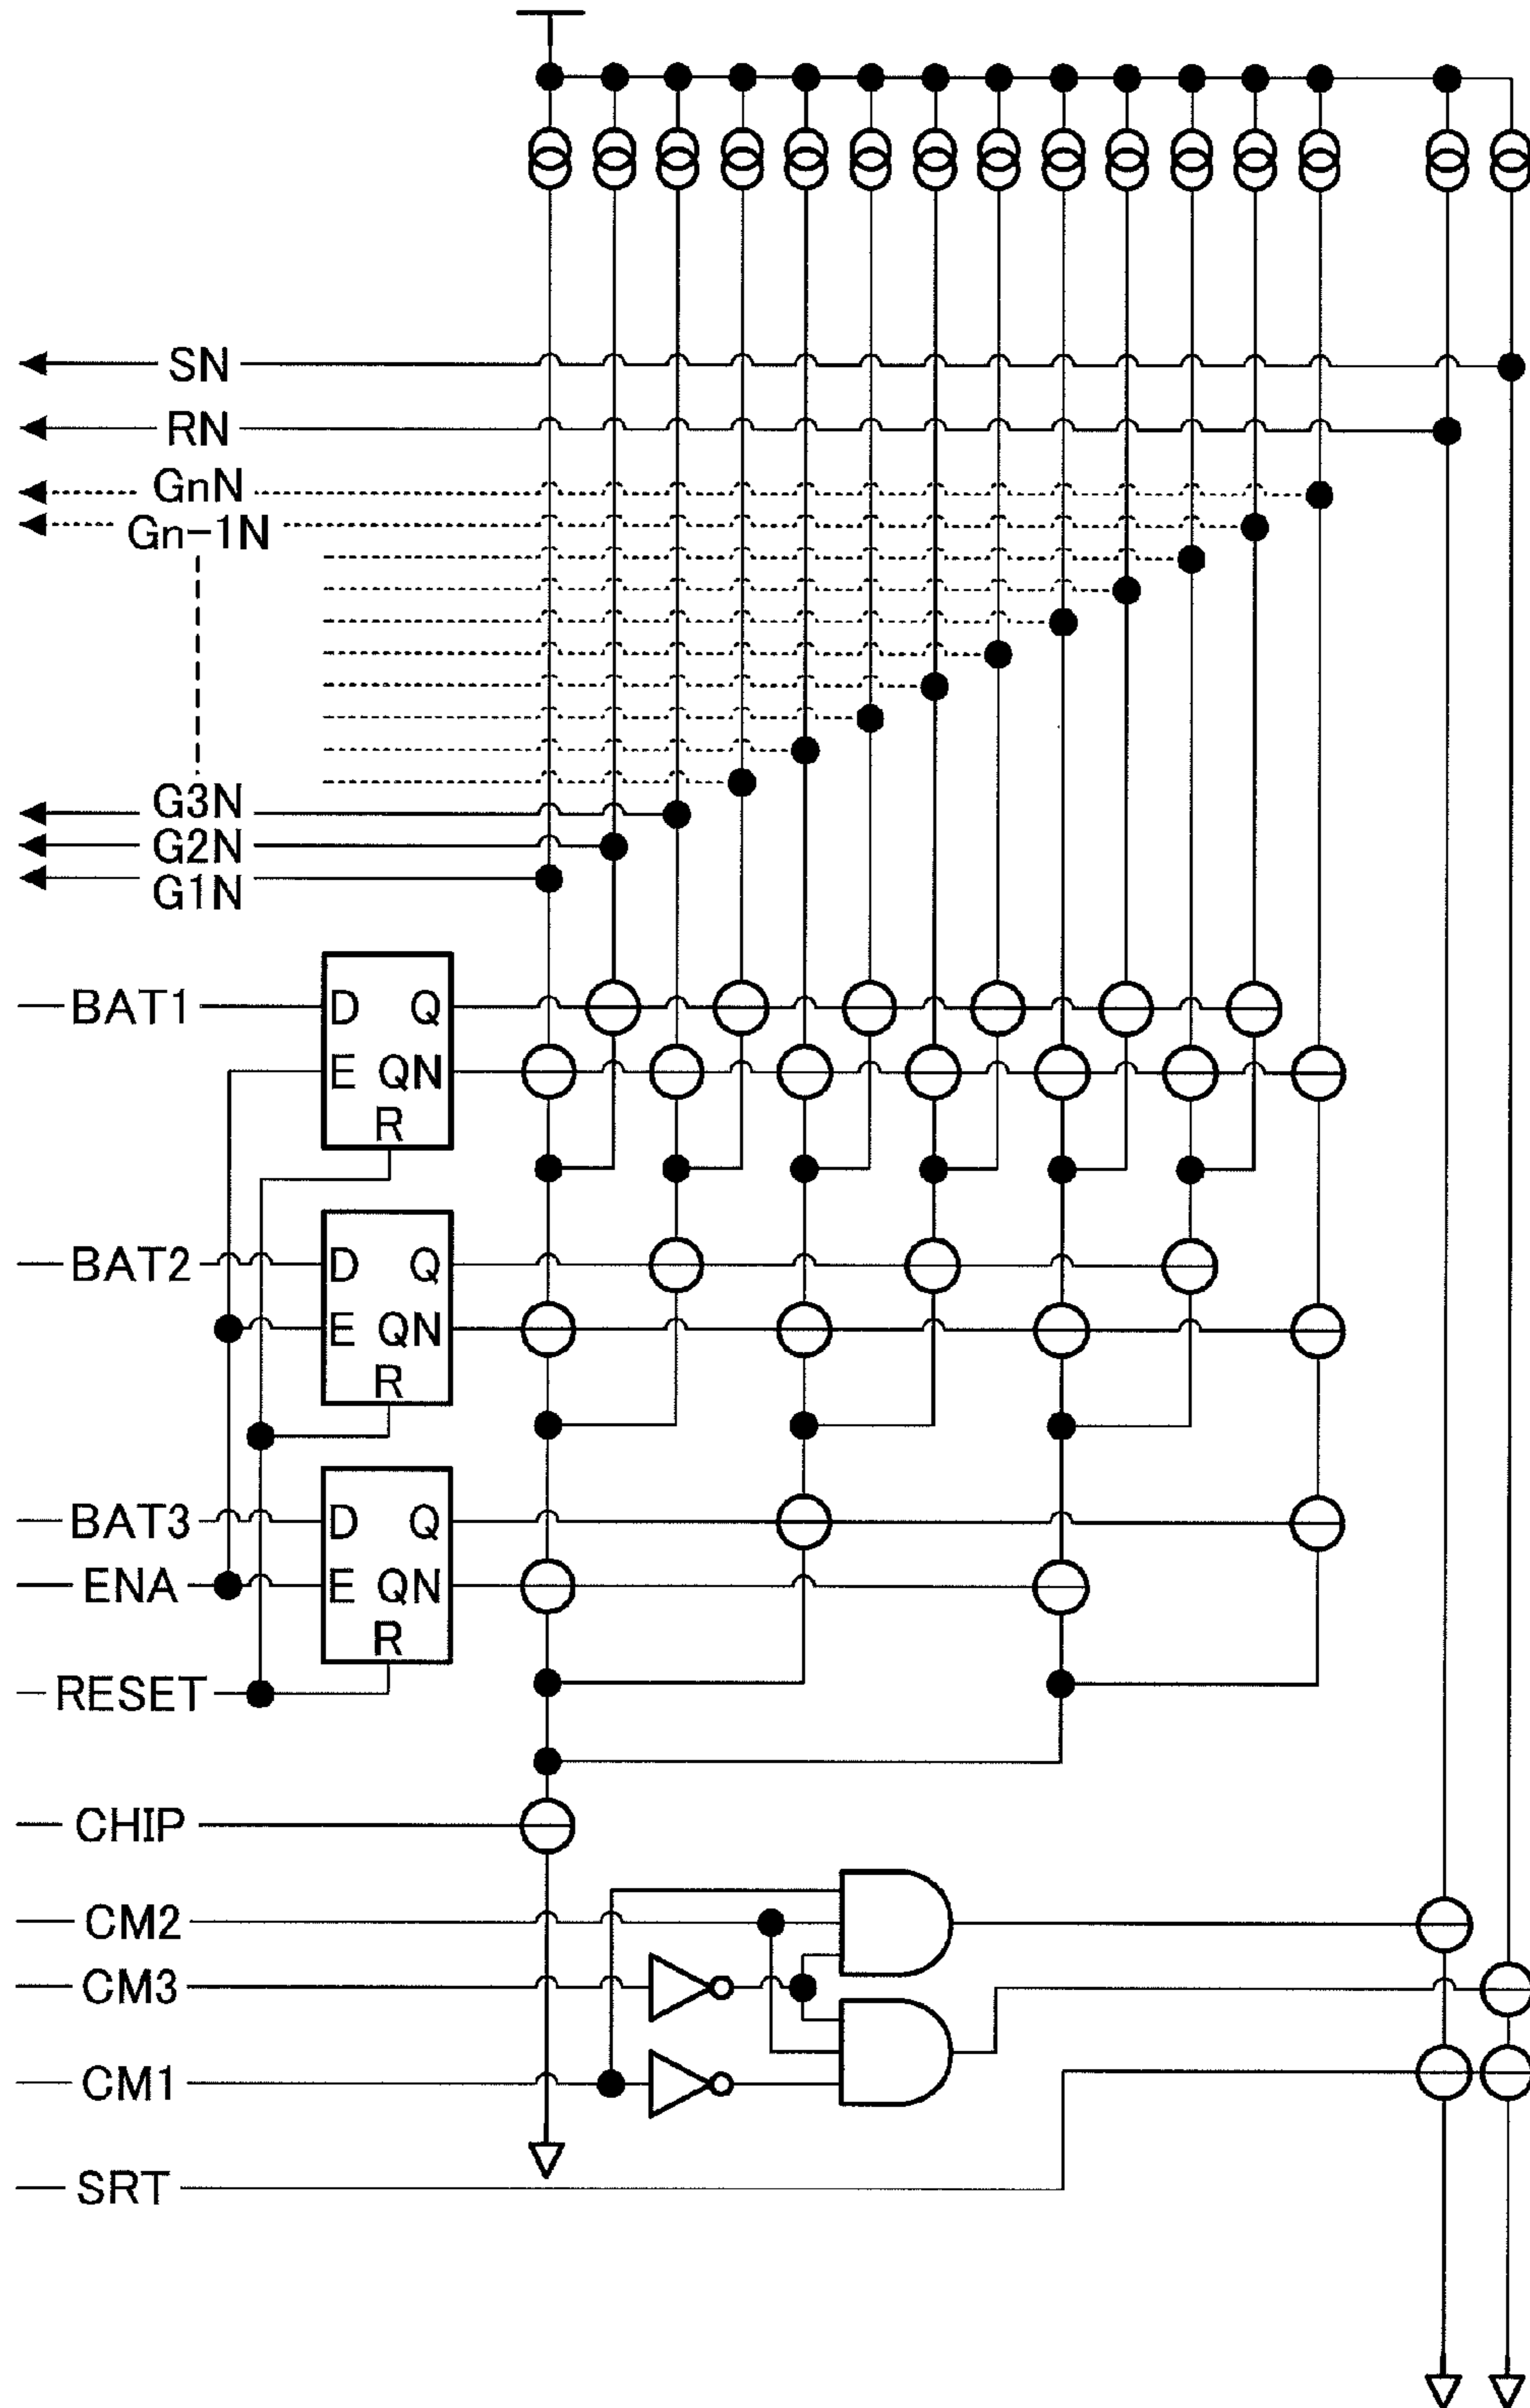 SN
RN
GnN
Gn-1N
G3N
G2N
G1N
BAT1 D Q
E QN
R
BAT2 D Q
E QN
R
BAT3 D Q
ENA E QN
R
RESET
CHIP
CM2
CM3
CM1
SRT